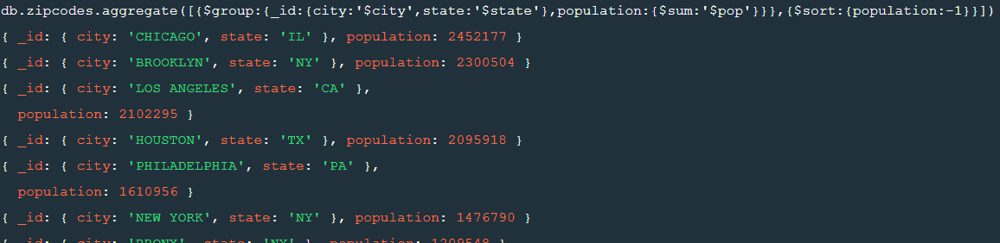 db.zipcodes.aggregate([{$group:{_id:{city:'$city',state:'$state'},population:{$sum:'$pop'}}},{$sort:{population:-1}}])
{ _id: { city: 'CHICAGO', state: 'IL' }, population: 2452177 }
{ _id: { city: 'BROOKLYN', state: 'NY' }, population: 2300504 }
{ _id: { city: 'LOS ANGELES', state: 'CA' },
  population: 2102295 }
{ _id: { city: 'HOUSTON', state: 'TX' }, population: 2095918 }
{ _id: { city: 'PHILADELPHIA', state: 'PA' },
  population: 1610956 }
{ _id: { city: 'NEW YORK', state: 'NY' }, population: 1476790 }
{ _id: { city: 'BRONX', state: 'NY' }, population: 1209548 }